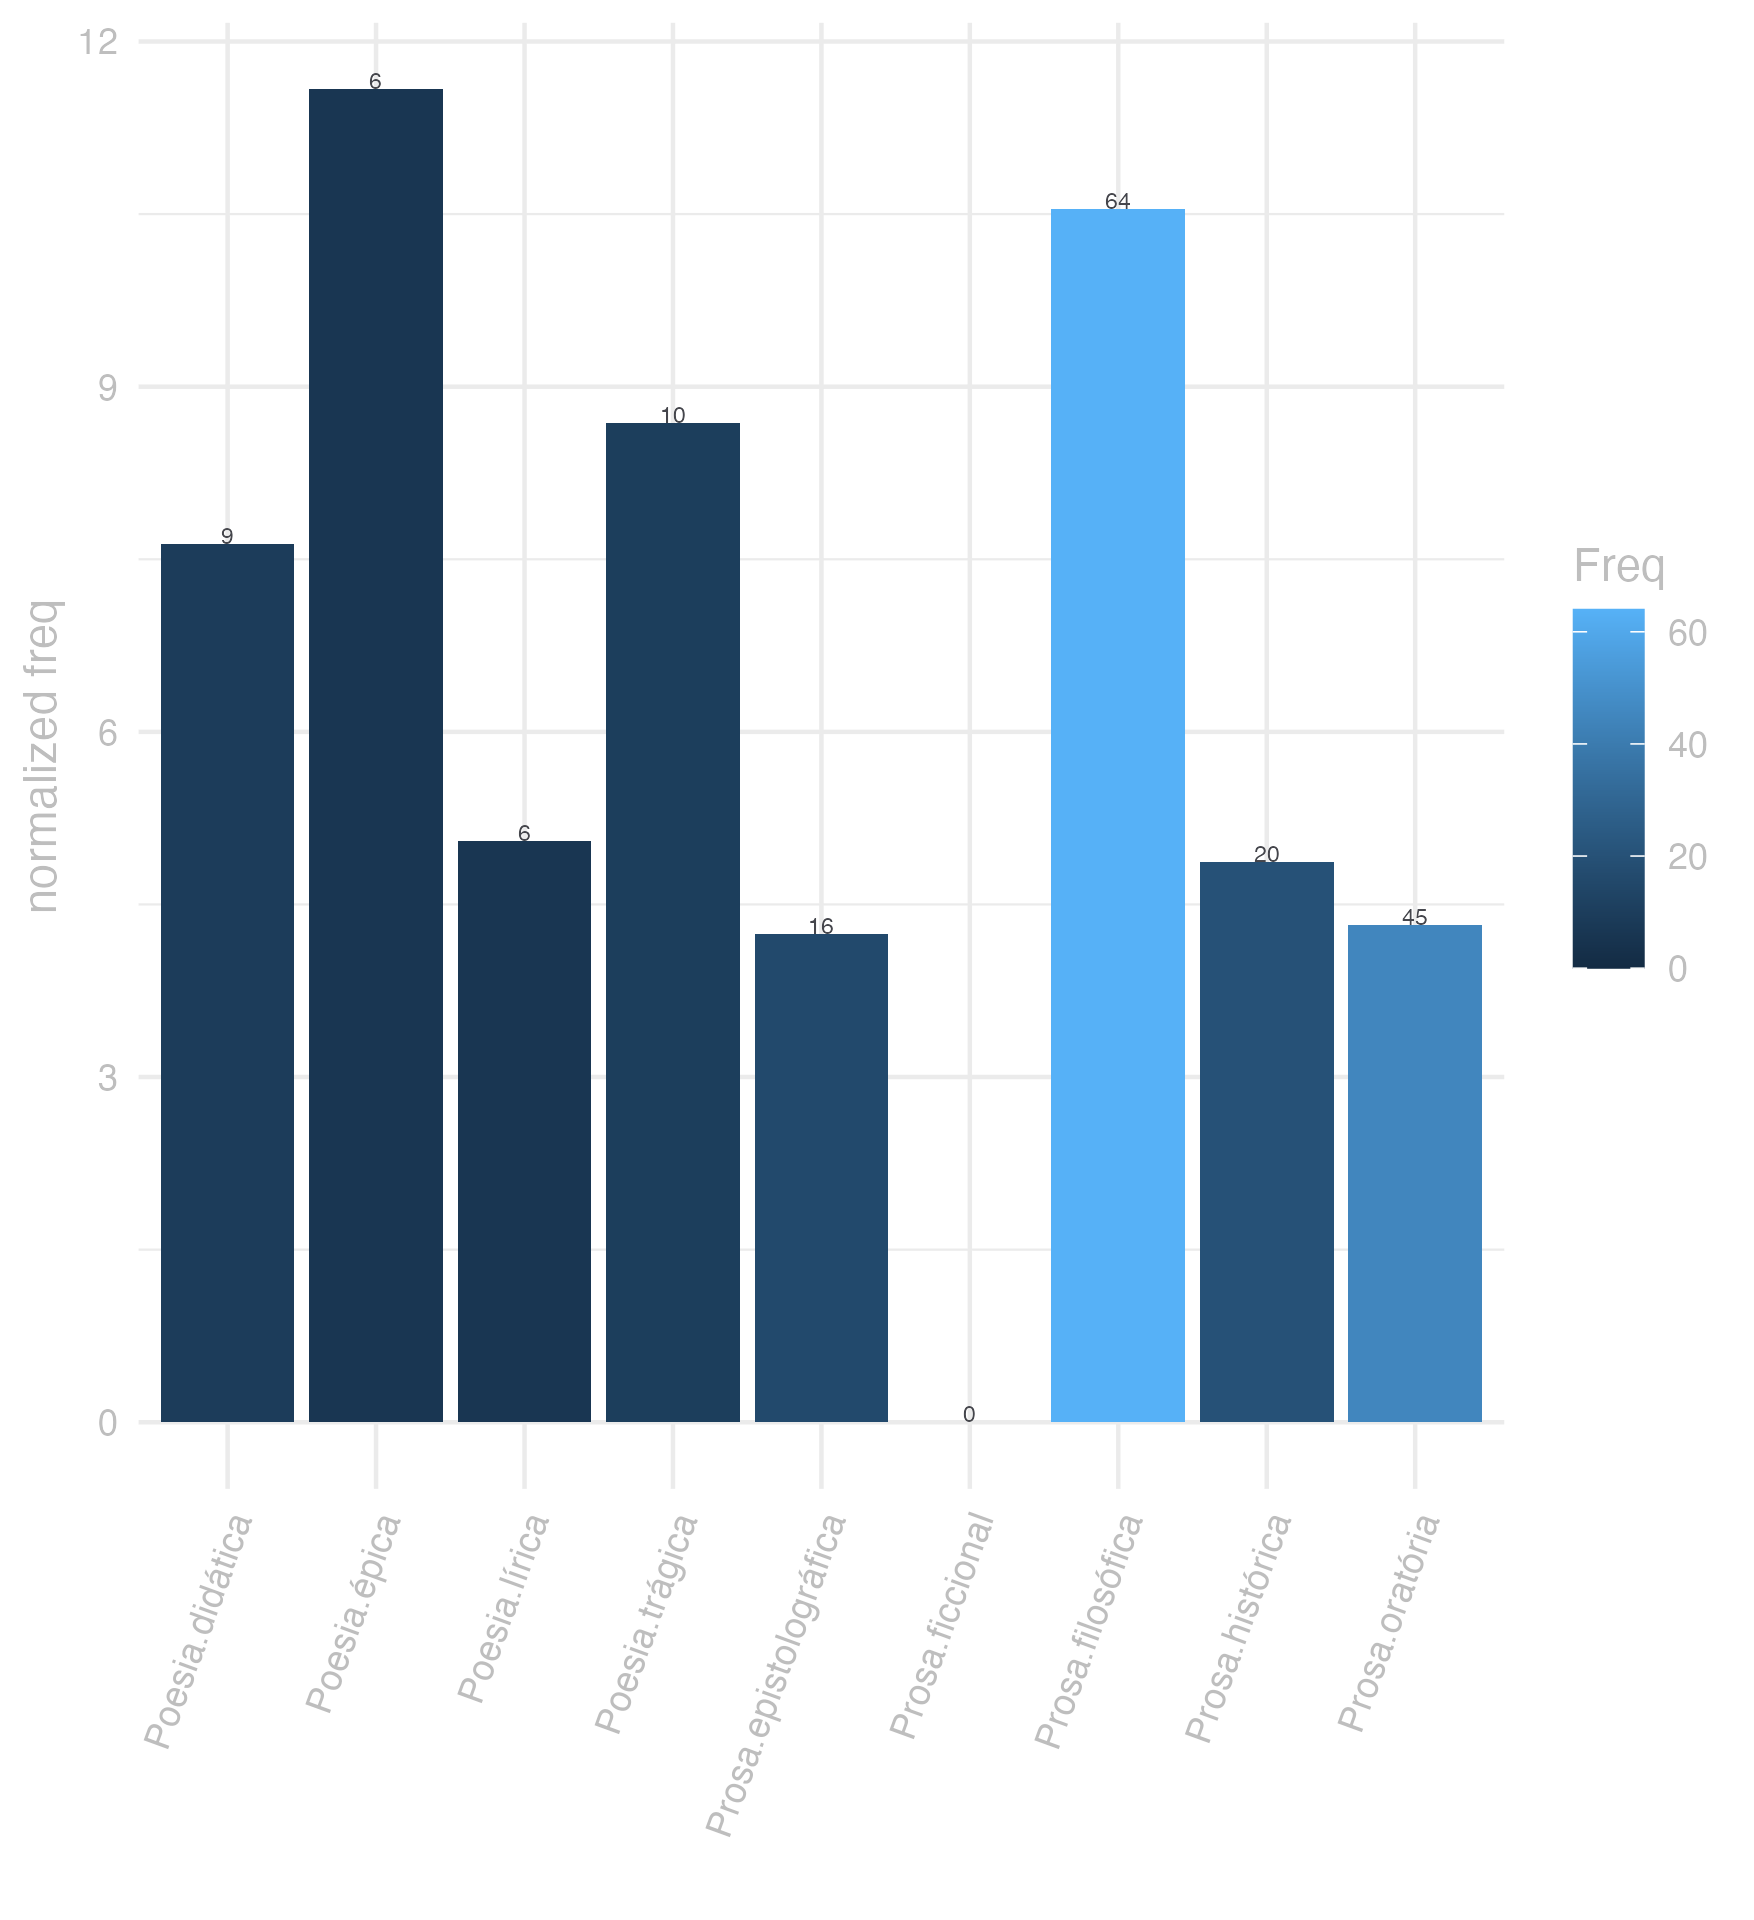 normalized freq
12
9
6
3
0
9
6
6
10
16
0
64
20
45
Poesia.didática
Poesia.épica
Poesia.lírica
Poesia.trágica
Prosa.epistolográfica
Prosa.ficcional
Prosa.filosófica
Prosa.histórica
Prosa.oratória
Freq
60
40
20
0